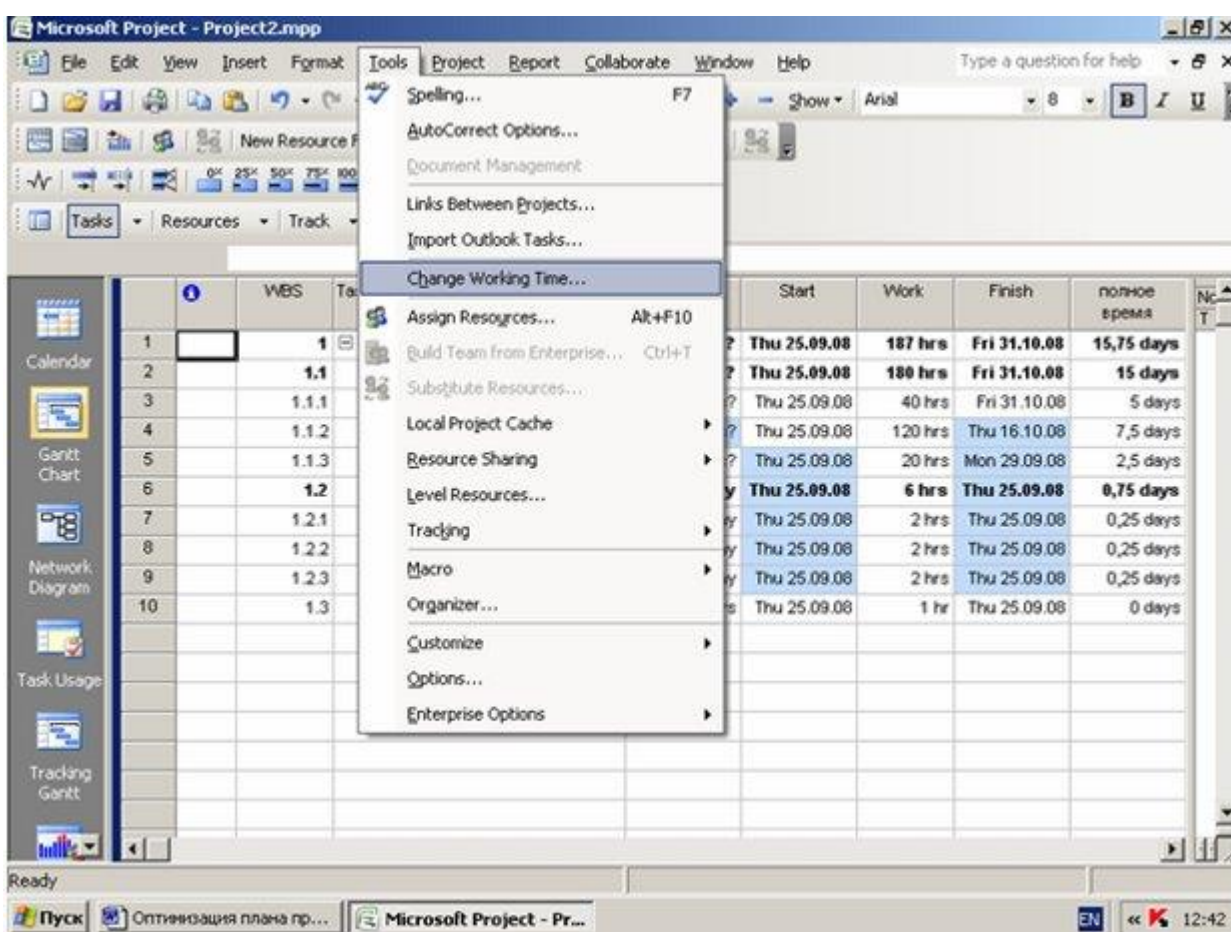 Microsoft Project - Project2.mpp
File Edit View Insert Format Tools Project Report Collaborate Window Help Type a question for help
Show Arial 8 B I U
New Resource F
0% 25% 50% 75% 100
Tasks Resources Track
Spelling... F7
AutoCorrect Options...
Document Management
Links Between Projects...
Import Outlook Tasks...
Change Working Time...
Assign Resources... Alt+F10
Build Team from Enterprise... Ctrl+T
Substitute Resources...
Local Project Cache
Resource Sharing
Level Resources...
Tracking
Macro
Organizer...
Customize
Options...
Enterprise Options
Calendar
Gantt
Chart
Network
Diagram
Task Usage
Tracking
Gantt
WBS Ta Start Work Finish полное
время
T
1 1 ? Thu 25.09.08 187 hrs Fri 31.10.08 15,75 days
2 1.1 ? Thu 25.09.08 180 hrs Fri 31.10.08 15 days
3 1.1.1 ? Thu 25.09.08 40 hrs Fri 31.10.08 5 days
4 1.1.2 ? Thu 25.09.08 120 hrs Thu 16.10.08 7,5 days
5 1.1.3 ? Thu 25.09.08 20 hrs Mon 29.09.08 2,5 days
6 1.2 y Thu 25.09.08 6 hrs Thu 25.09.08 0,75 days
7 1.2.1 y Thu 25.09.08 2 hrs Thu 25.09.08 0,25 days
8 1.2.2 y Thu 25.09.08 2 hrs Thu 25.09.08 0,25 days
9 1.2.3 y Thu 25.09.08 2 hrs Thu 25.09.08 0,25 days
10 1.3 s Thu 25.09.08 1 hr Thu 25.09.08 0 days
Ready
Пуск Оптимизация плана пр... Microsoft Project - Pr... EN « 12:42